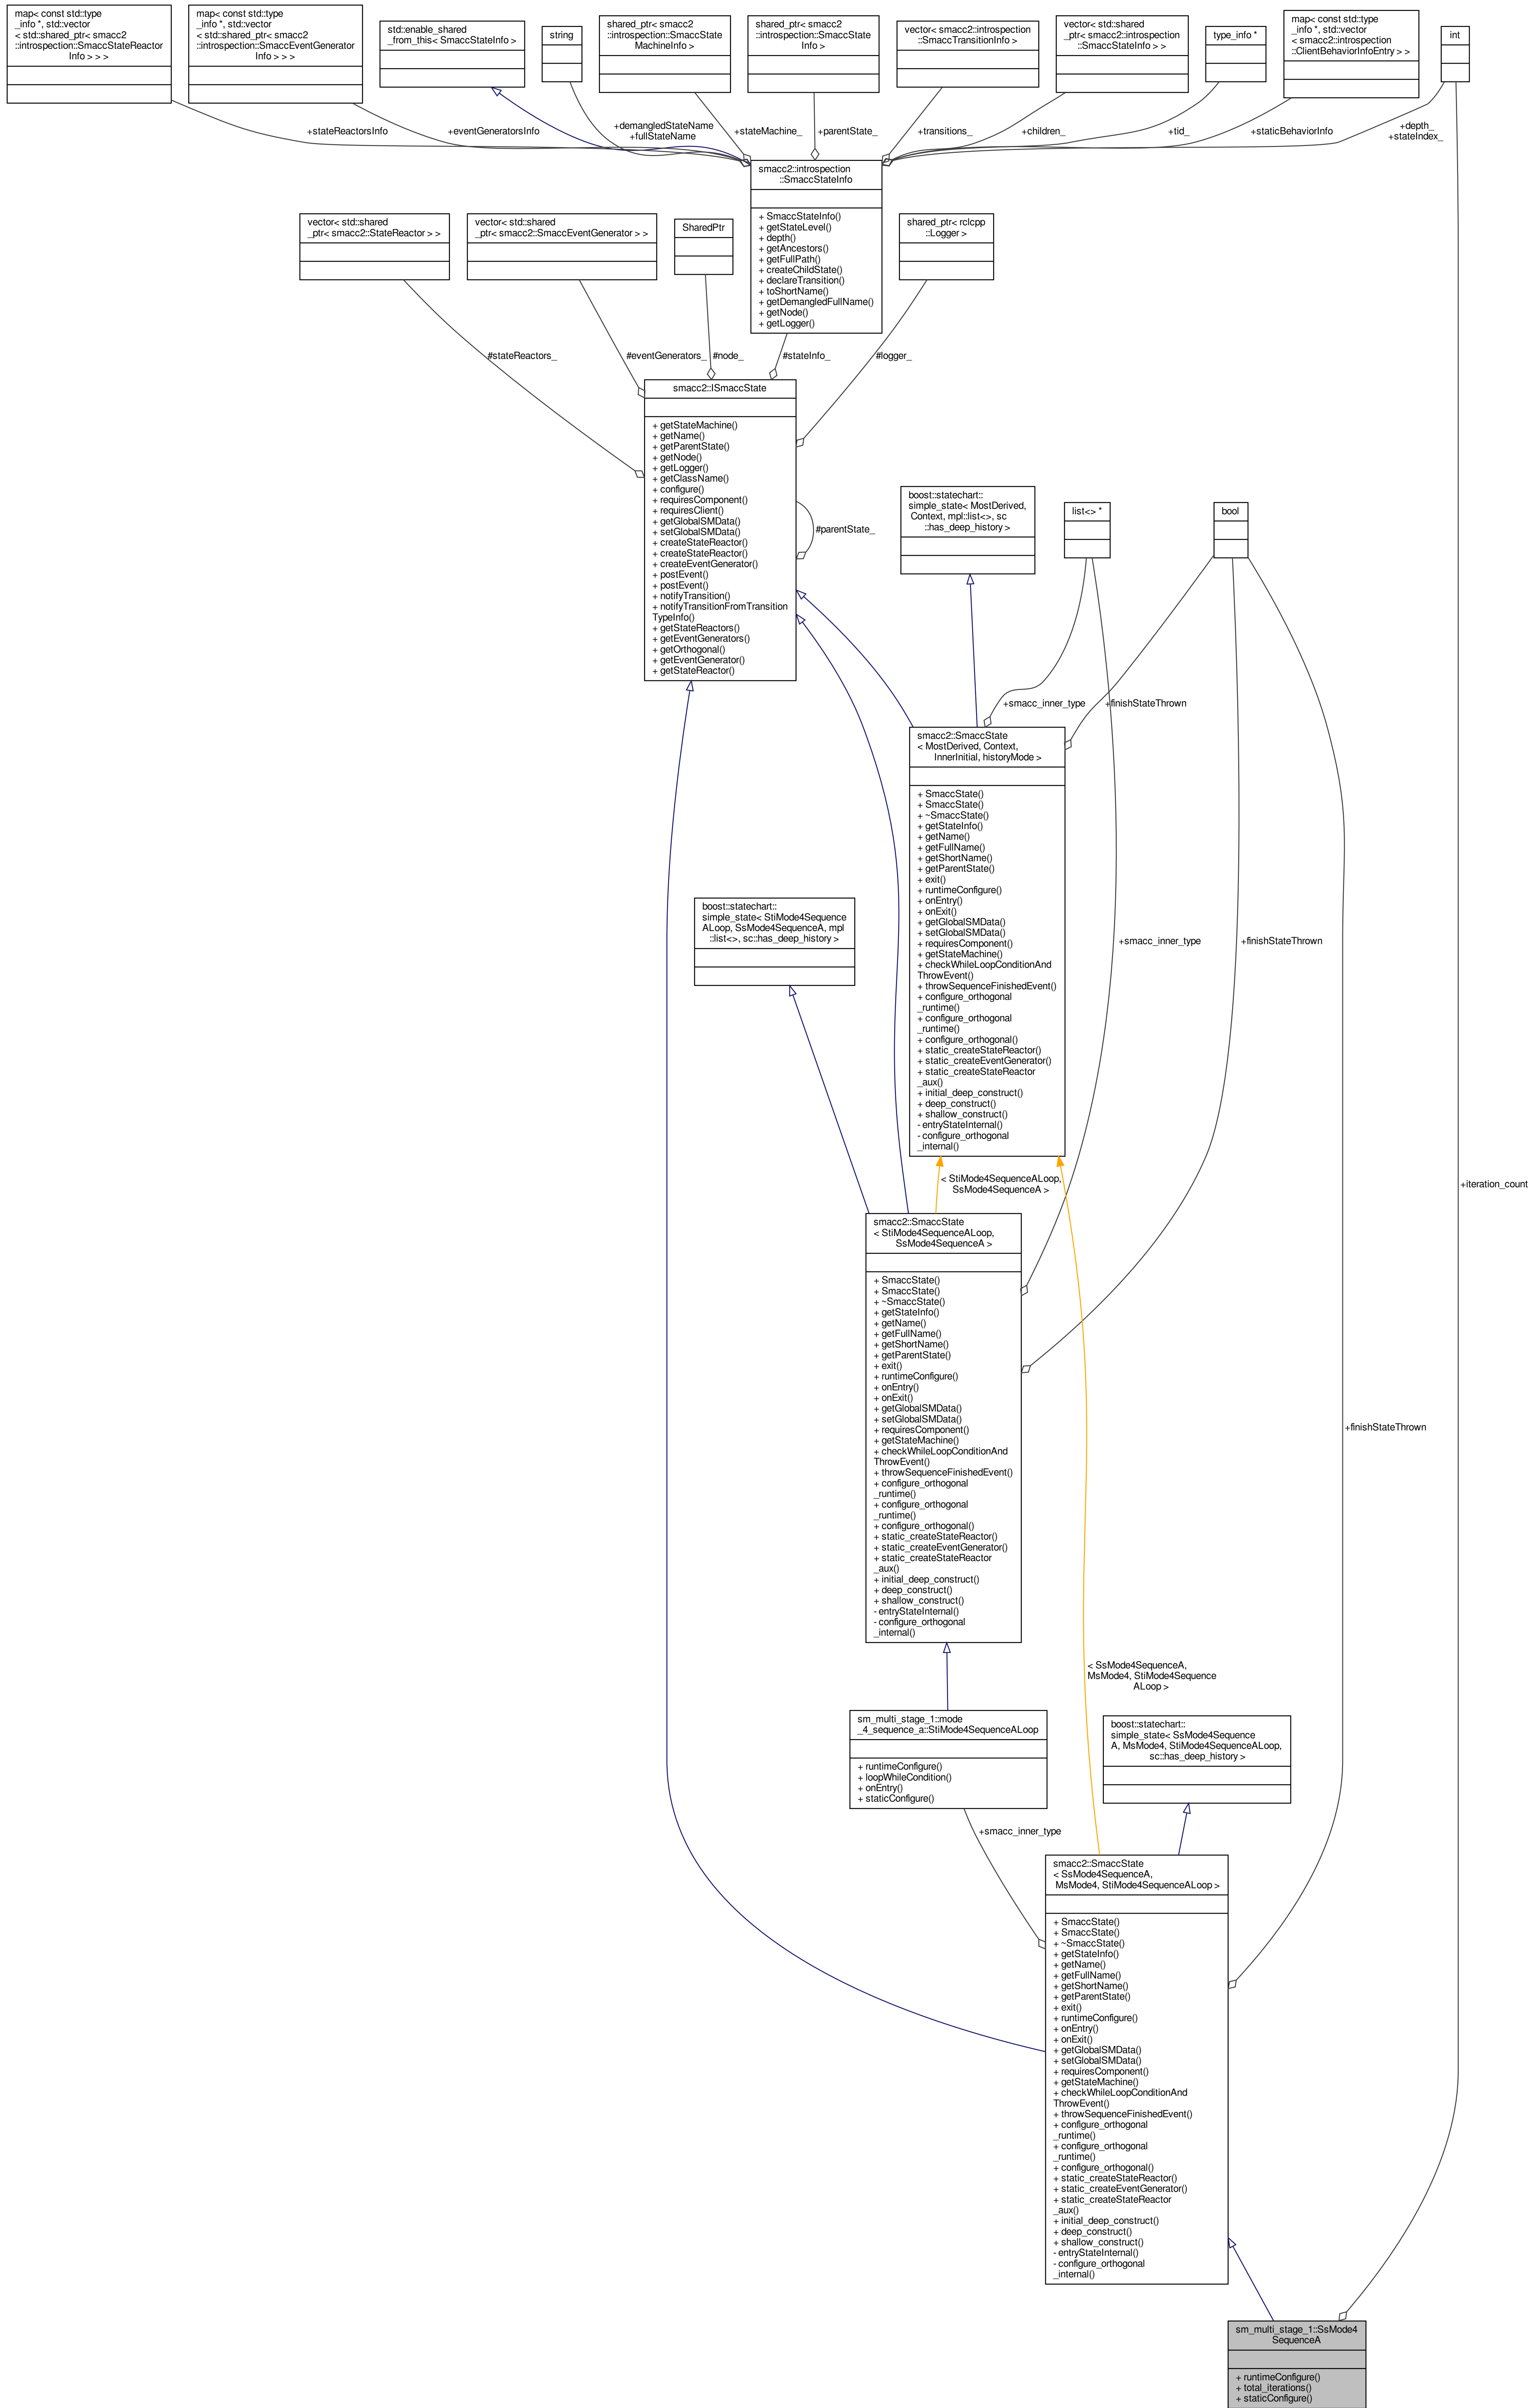 map< const std::type
_info *, std::vector
< std::shared_ptr< smacc2
::introspection::SmaccStateReactor
Info > > >
map< const std::type
_info *, std::vector
< std::shared_ptr< smacc2
::introspection::SmaccEventGenerator
Info > > >
std::enable_shared
_from_this< SmaccStateInfo >
string
shared_ptr< smacc2
::introspection::SmaccState
MachineInfo >
shared_ptr< smacc2
::introspection::SmaccState
Info >
vector< smacc2::introspection
::SmaccTransitionInfo >
vector< std::shared
_ptr< smacc2::introspection
::SmaccStateInfo > >
type_info *
map< const std::type
_info *, std::vector
< smacc2::introspection
::ClientBehaviorInfoEntry > >
int
+stateReactorsInfo
+eventGeneratorsInfo
+demangledStateName
+fullStateName
+stateMachine_
+parentState_
+transitions_
+children_
+tid_
+staticBehaviorInfo
+depth_
+stateIndex_
smacc2::introspection
::SmaccStateInfo
+ SmaccStateInfo()
+ getStateLevel()
+ depth()
+ getAncestors()
+ getFullPath()
+ createChildState()
+ declareTransition()
+ toShortName()
+ getDemangledFullName()
+ getNode()
+ getLogger()
vector< std::shared
_ptr< smacc2::StateReactor > >
vector< std::shared
_ptr< smacc2::SmaccEventGenerator > >
SharedPtr
shared_ptr< rclcpp
::Logger >
#stateReactors_
#eventGenerators_
#node_
#stateInfo_
#logger_
smacc2::ISmaccState
+ getStateMachine()
+ getName()
+ getParentState()
+ getNode()
+ getLogger()
+ getClassName()
+ configure()
+ requiresComponent()
+ requiresClient()
+ getGlobalSMData()
+ setGlobalSMData()
+ createStateReactor()
+ createStateReactor()
+ createEventGenerator()
+ postEvent()
+ postEvent()
+ notifyTransition()
+ notifyTransitionFromTransition
TypeInfo()
+ getStateReactors()
+ getEventGenerators()
+ getOrthogonal()
+ getEventGenerator()
+ getStateReactor()
#parentState_
boost::statechart::
simple_state< MostDerived,
Context, mpl::list<>, sc
::has_deep_history >
list<> *
bool
+smacc_inner_type
+finishStateThrown
smacc2::SmaccState
< MostDerived, Context,
InnerInitial, historyMode >
+ SmaccState()
+ SmaccState()
+ ~SmaccState()
+ getStateInfo()
+ getName()
+ getFullName()
+ getShortName()
+ getParentState()
+ exit()
+ runtimeConfigure()
+ onEntry()
+ onExit()
+ getGlobalSMData()
+ setGlobalSMData()
+ requiresComponent()
+ getStateMachine()
+ checkWhileLoopConditionAnd
ThrowEvent()
+ throwSequenceFinishedEvent()
+ configure_orthogonal
_runtime()
+ configure_orthogonal
_runtime()
+ configure_orthogonal()
+ static_createStateReactor()
+ static_createEventGenerator()
+ static_createStateReactor
_aux()
+ initial_deep_construct()
+ deep_construct()
+ shallow_construct()
- entryStateInternal()
- configure_orthogonal
_internal()
boost::statechart::
simple_state< StiMode4Sequence
ALoop, SsMode4SequenceA, mpl
::list<>, sc::has_deep_history >
+smacc_inner_type
+finishStateThrown
+iteration_count
< StiMode4SequenceALoop,
SsMode4SequenceA >
smacc2::SmaccState
< StiMode4SequenceALoop,
SsMode4SequenceA >
+ SmaccState()
+ SmaccState()
+ ~SmaccState()
+ getStateInfo()
+ getName()
+ getFullName()
+ getShortName()
+ getParentState()
+ exit()
+ runtimeConfigure()
+ onEntry()
+ onExit()
+ getGlobalSMData()
+ setGlobalSMData()
+ requiresComponent()
+ getStateMachine()
+ checkWhileLoopConditionAnd
ThrowEvent()
+ throwSequenceFinishedEvent()
+ configure_orthogonal
_runtime()
+ configure_orthogonal
_runtime()
+ configure_orthogonal()
+ static_createStateReactor()
+ static_createEventGenerator()
+ static_createStateReactor
_aux()
+ initial_deep_construct()
+ deep_construct()
+ shallow_construct()
- entryStateInternal()
- configure_orthogonal
_internal()
+finishStateThrown
< SsMode4SequenceA,
MsMode4, StiMode4Sequence
ALoop >
sm_multi_stage_1::mode
_4_sequence_a::StiMode4SequenceALoop
+ runtimeConfigure()
+ loopWhileCondition()
+ onEntry()
+ staticConfigure()
boost::statechart::
simple_state< SsMode4Sequence
A, MsMode4, StiMode4SequenceALoop,
sc::has_deep_history >
+smacc_inner_type
smacc2::SmaccState
< SsMode4SequenceA,
MsMode4, StiMode4SequenceALoop >
+ SmaccState()
+ SmaccState()
+ ~SmaccState()
+ getStateInfo()
+ getName()
+ getFullName()
+ getShortName()
+ getParentState()
+ exit()
+ runtimeConfigure()
+ onEntry()
+ onExit()
+ getGlobalSMData()
+ setGlobalSMData()
+ requiresComponent()
+ getStateMachine()
+ checkWhileLoopConditionAnd
ThrowEvent()
+ throwSequenceFinishedEvent()
+ configure_orthogonal
_runtime()
+ configure_orthogonal
_runtime()
+ configure_orthogonal()
+ static_createStateReactor()
+ static_createEventGenerator()
+ static_createStateReactor
_aux()
+ initial_deep_construct()
+ deep_construct()
+ shallow_construct()
- entryStateInternal()
- configure_orthogonal
_internal()
sm_multi_stage_1::SsMode4
SequenceA
+ runtimeConfigure()
+ total_iterations()
+ staticConfigure()